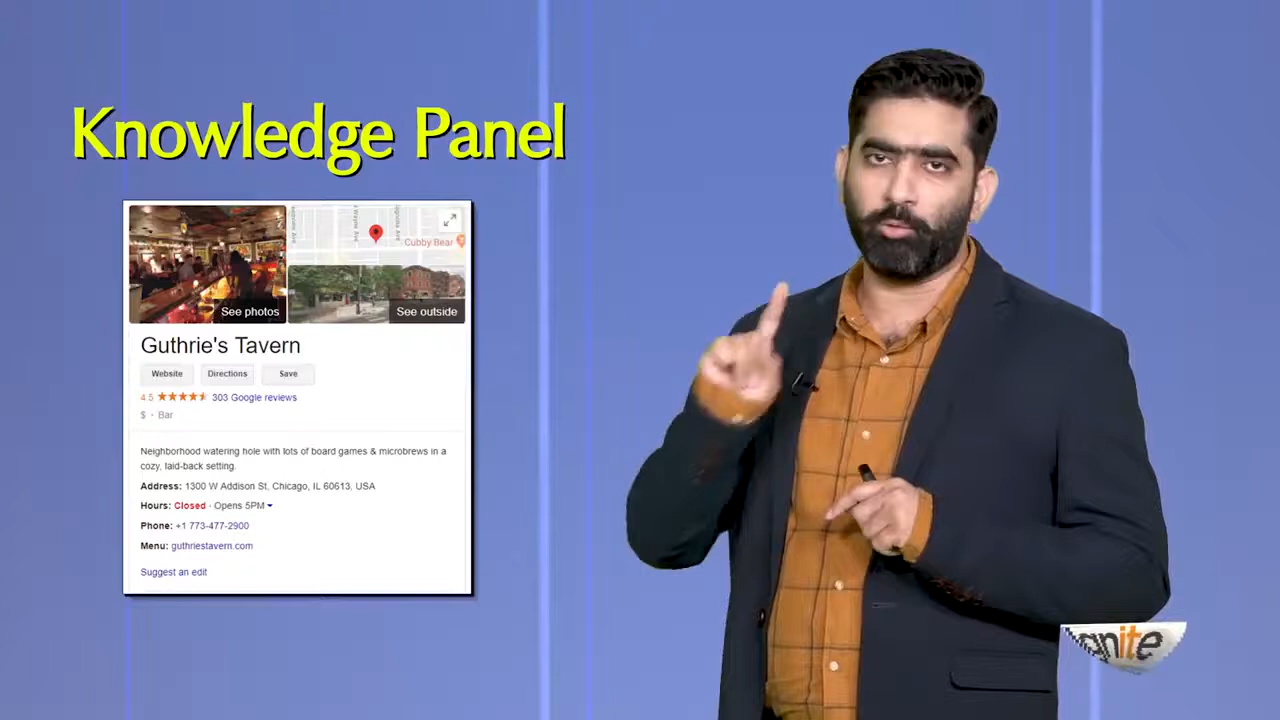 Knowledge Panel
Cubby Bear
See photos
See outside
Guthrie's Tavern
Website Directions Save
4.5 303 Google reviews
$ · Bar
Neighborhood watering hole with lots of board games & microbrews in a
cozy, laid-back setting.
Address: 1300 W Addison St, Chicago, IL 60613, USA
Hours: Closed · Opens 5PM
Phone: +1 773-477-2900
Menu: guthriestavern.com
Suggest an edit